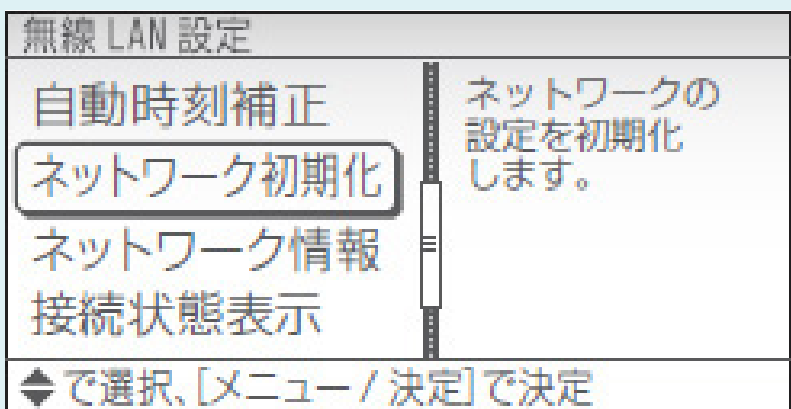 無線 LAN 設定
自動時刻補正
ネットワーク初期化
ネットワーク情報
接続状態表示
ネットワークの
設定を初期化
します。
で選択、[メニュー / 決定]で決定